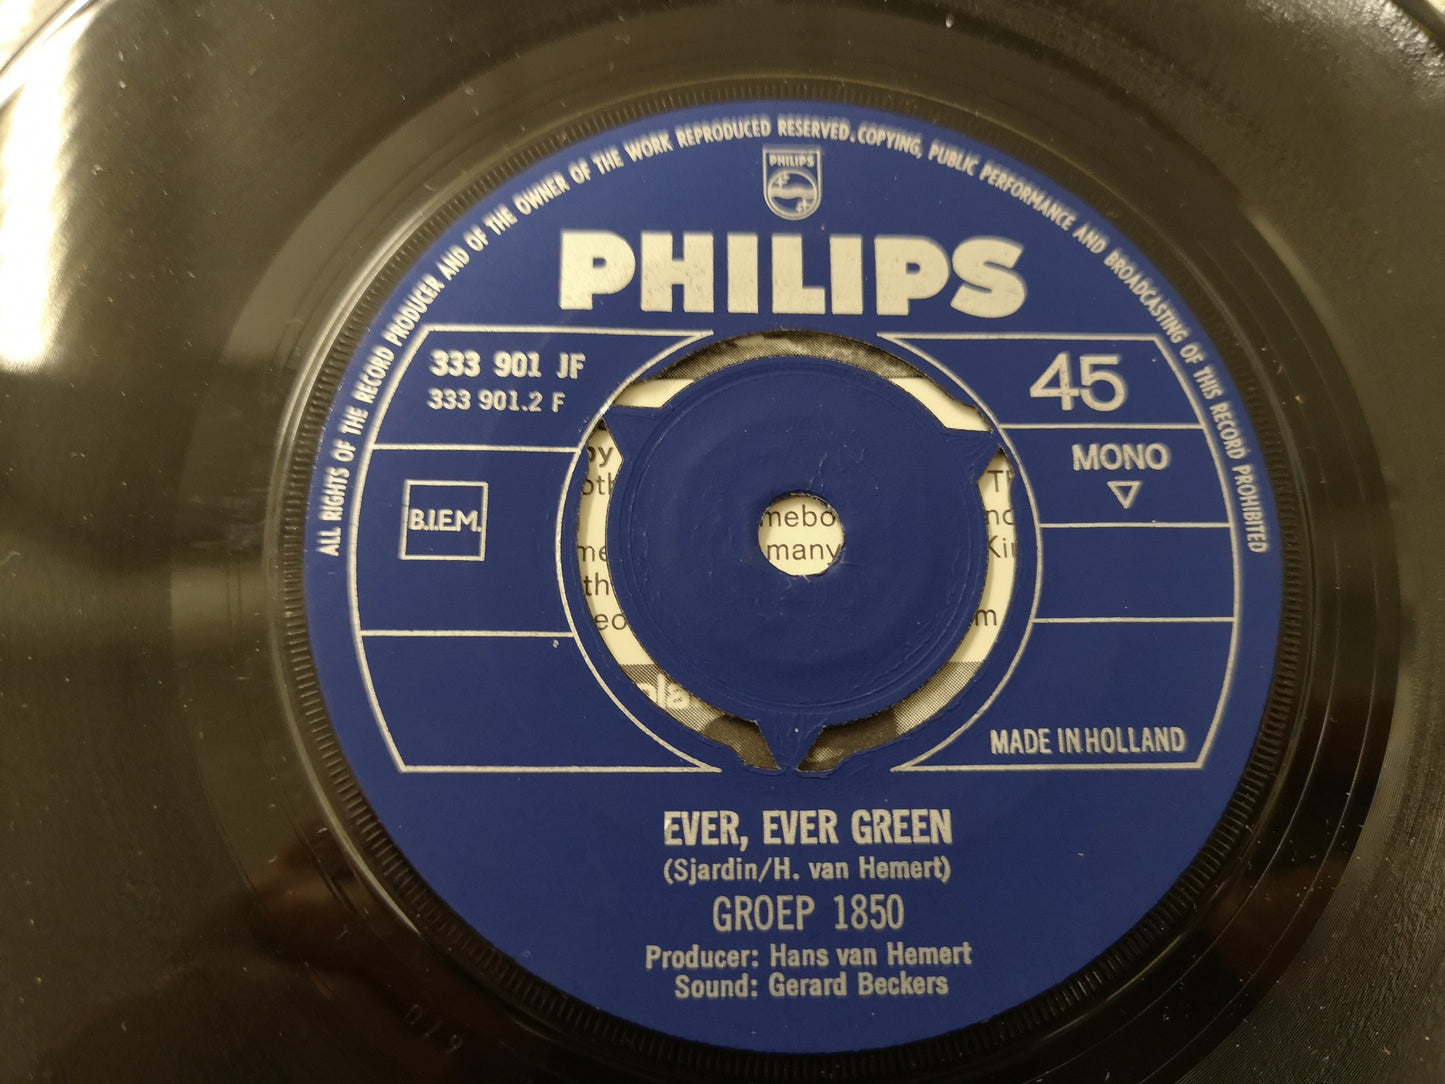 ALL RIGHTS OF THE RECORD PRODUCER AND OF THE OWNER OF THE WORK REPRODUCED RESERVED. COPYING, PUBLIC PERFORMANCE AND BROADCASTING OF THIS RECORD PROHIBITED
PHILIPS
PHILIPS
333 901 JF
333 901.2 F
45
MONO
B.I.E.M.
mebo
many
MADE IN HOLLAND
EVER, EVER GREEN
(Sjardin/H. van Hemert)
GROEP 1850
Producer: Hans van Hemert
Sound: Gerard Beckers